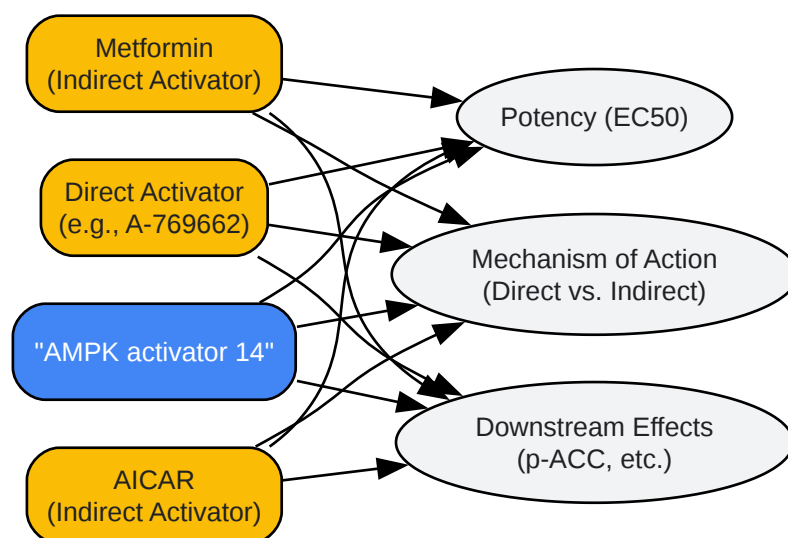 Metformin
(Indirect Activator)
Direct Activator
(e.g., A-769662)
"AMPK activator 14"
AICAR
(Indirect Activator)
Potency (EC50)
Mechanism of Action
(Direct vs. Indirect)
Downstream Effects
(p-ACC, etc.)